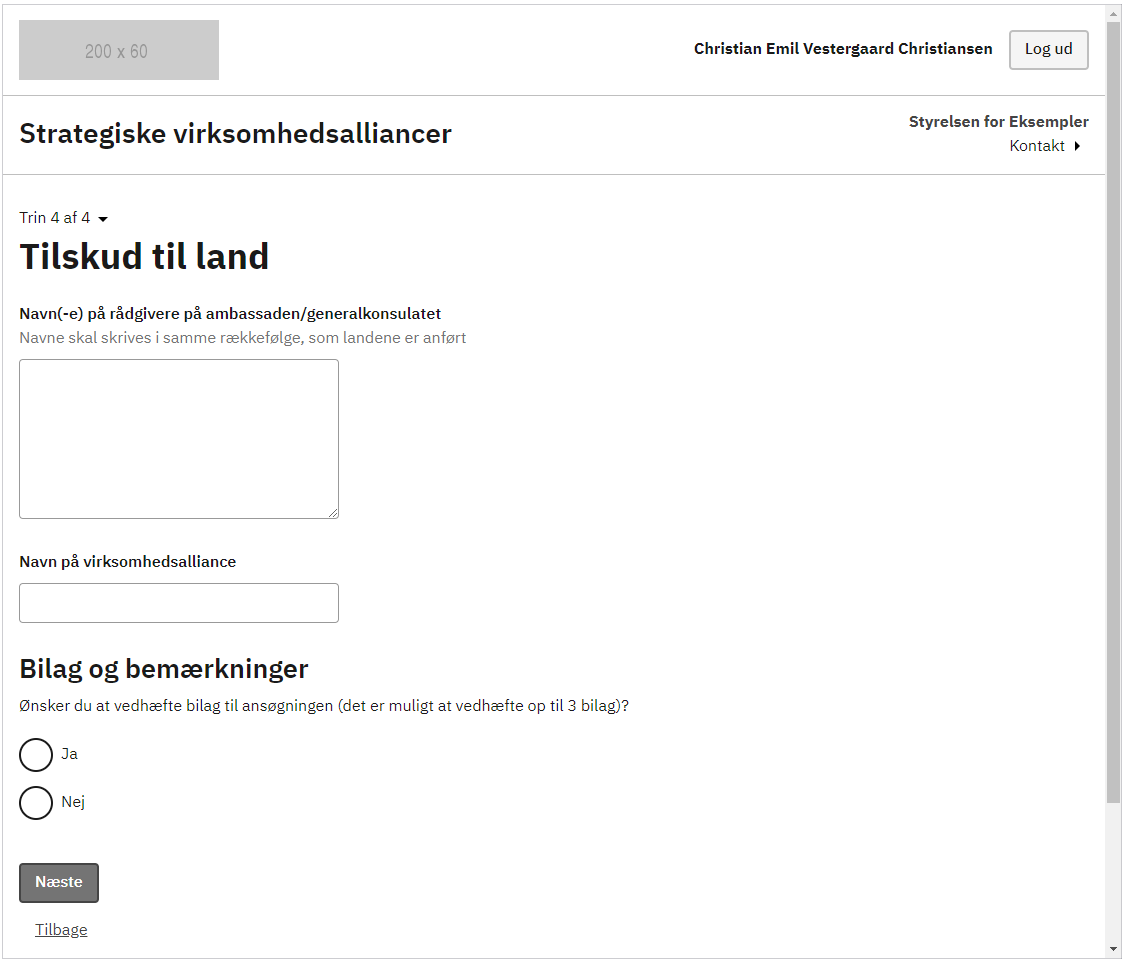 200 x 60
Christian Emil Vestergaard Christiansen
Log ud
Strategiske virksomhedsalliancer
Styrelsen for Eksempler
Kontakt
Trin 4 af 4
Tilskud til land
Navn(-e) på rådgivere på ambassaden/generalkonsulatet
Navne skal skrives i samme rækkefølge, som landene er anført
Navn på virksomhedsalliance
Bilag og bemærkninger
Ønsker du at vedhæfte bilag til ansøgningen (det er muligt at vedhæfte op til 3 bilag)?
Ja
Nej
Næste
Tilbage